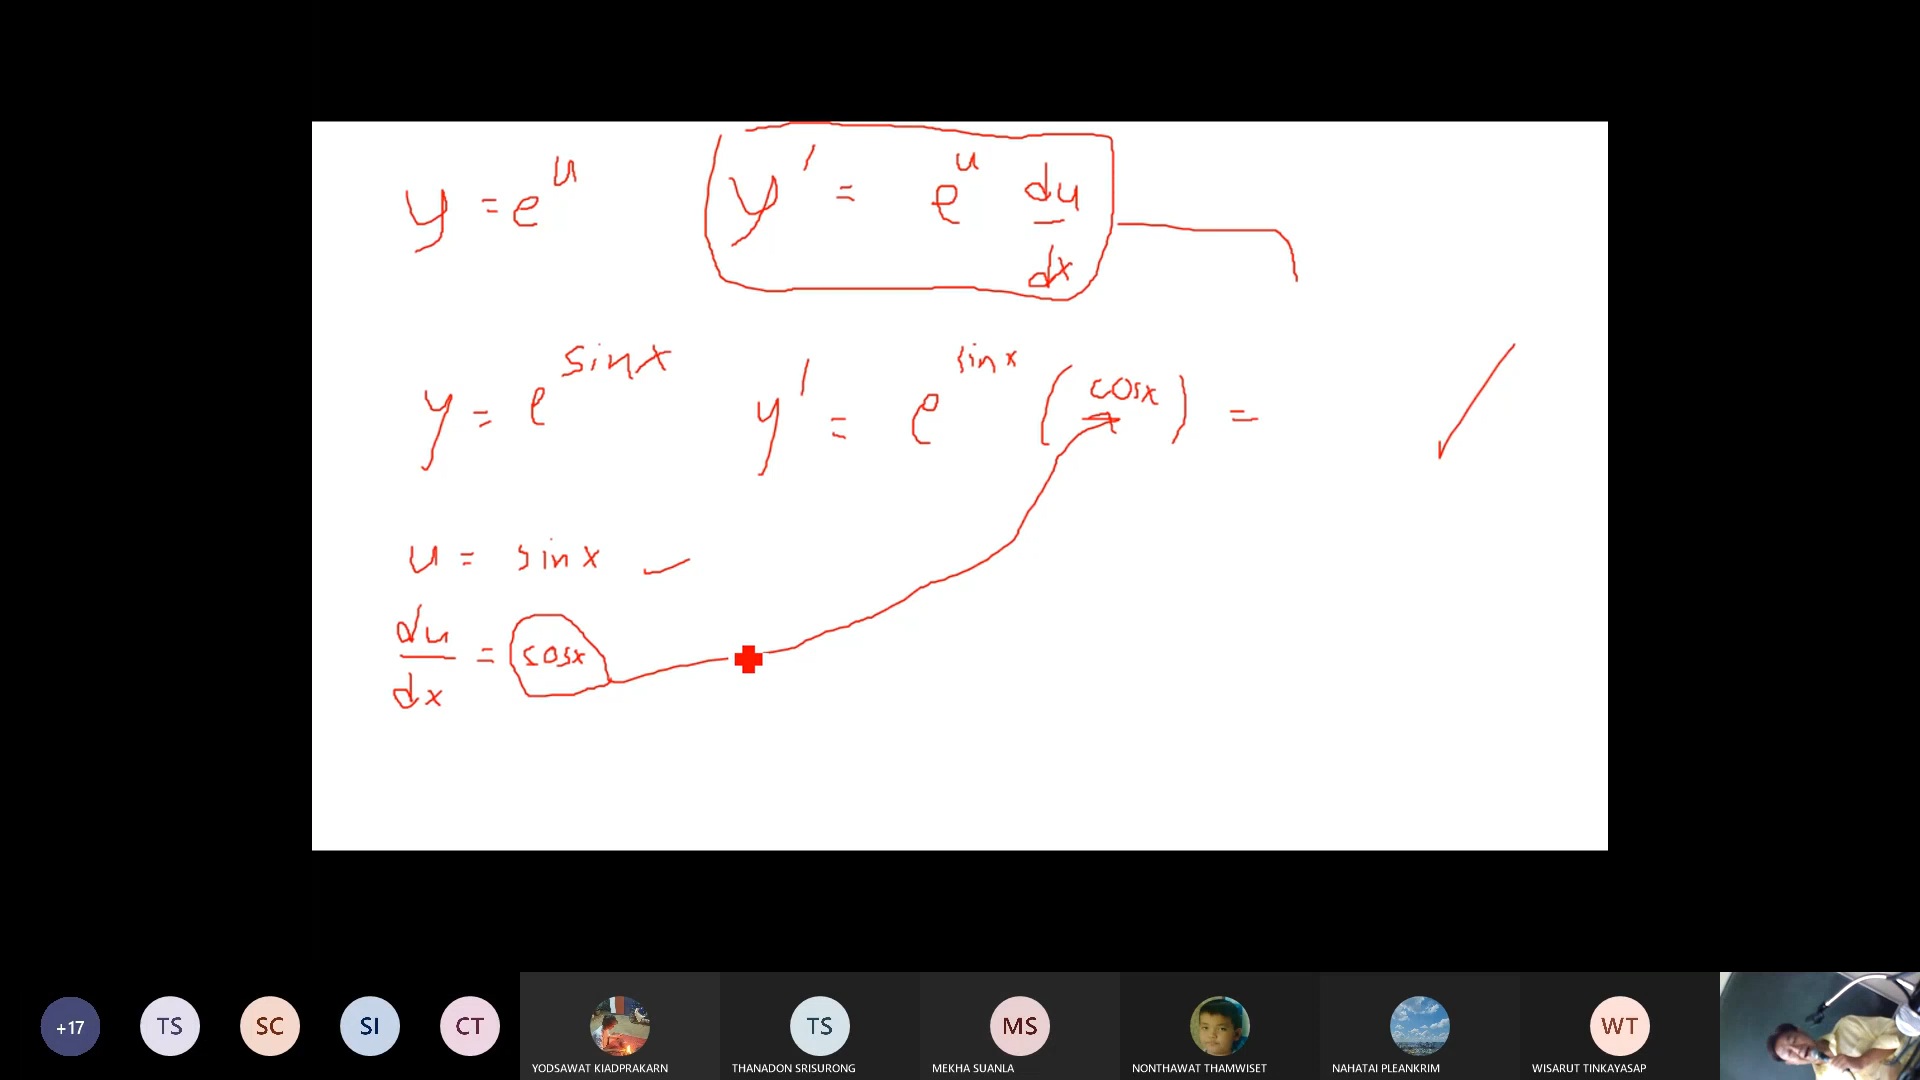 y = e^u y' = e^u du/dx
y = e^sinx y' = e^sinx (cosx) =
u = sinx
du/dx = cosx
+17 TS SC SI CT TS MS WT
YODSAWAT KIADPRAKARN THANADON SRISURONG MEKHA SUANLA NONTHAWAT THAMWISET NAHATAI PLEANKRIM WISARUT TINKAYASAP